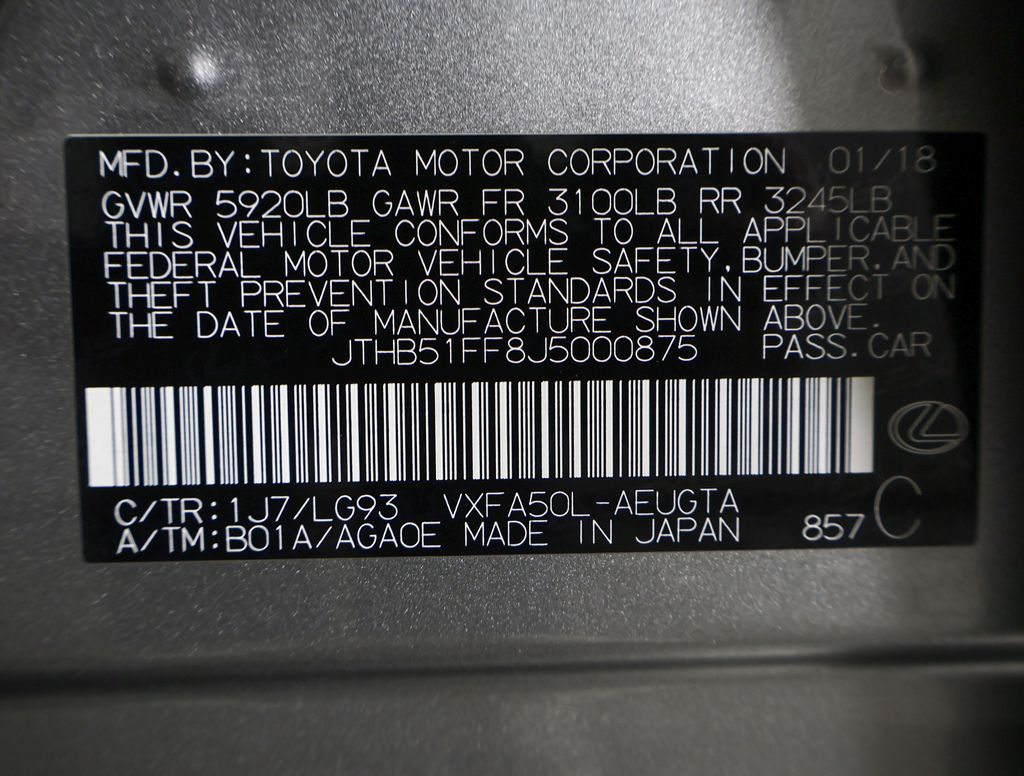 MFD.BY:TOYOTA MOTOR CORPORATION 01/18
GVWR 5920LB GAWR FR 3100LB RR 3245LB
THIS VEHICLE CONFORMS TO ALL APPLICABLE
FEDERAL MOTOR VEHICLE SAFETY,BUMPER,AND
THEFT PREVENTION STANDARDS IN EFFECT ON
THE DATE OF MANUFACTURE SHOWN ABOVE.
JTHB51FF8J5000875 PASS.CAR
C/TR:1J7/LG93 VXFA50L-AEUGTA
A/TM:B01A/AGA0E MADE IN JAPAN 857 C